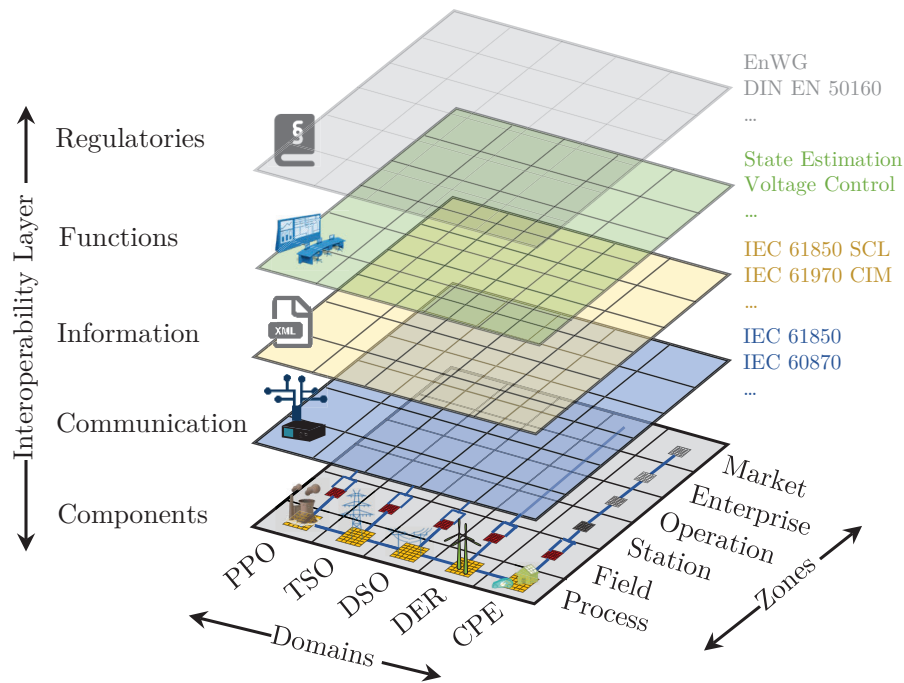 EnWG
DIN EN 50160
...
Regulatories
§
State Estimation
Voltage Control
...
Functions
IEC 61850 SCL
IEC 61970 CIM
...
Information
XML
IEC 61850
IEC 60870
...
Communication
Components
Interoperability Layer
PPO
TSO
DSO
DER
CPE
Domains
Market
Enterprise
Operation
Station
Field
Process
Zones